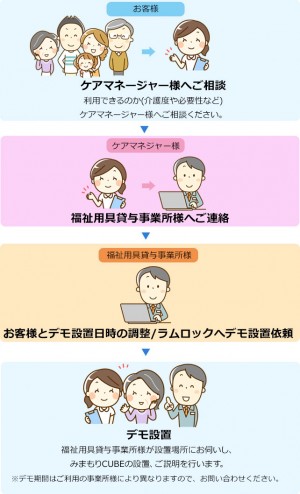 お客様
ケアマネージャー様へご相談
利用できるのか(介護度や必要性など)
ケアマネージャー様へご相談ください。
ケアマネージャー様
福祉用具貸与事業所様へご連絡
福祉用具貸与事業所様
お客様とデモ設置日時の調整/ラムロックへデモ設置依頼
デモ設置
福祉用具貸与事業所様が設置場所にお伺いし、
みまもりCUBEの設置、ご説明を行います。
※デモ期間はご利用の事業所様により異なりますので、お問い合わせください。